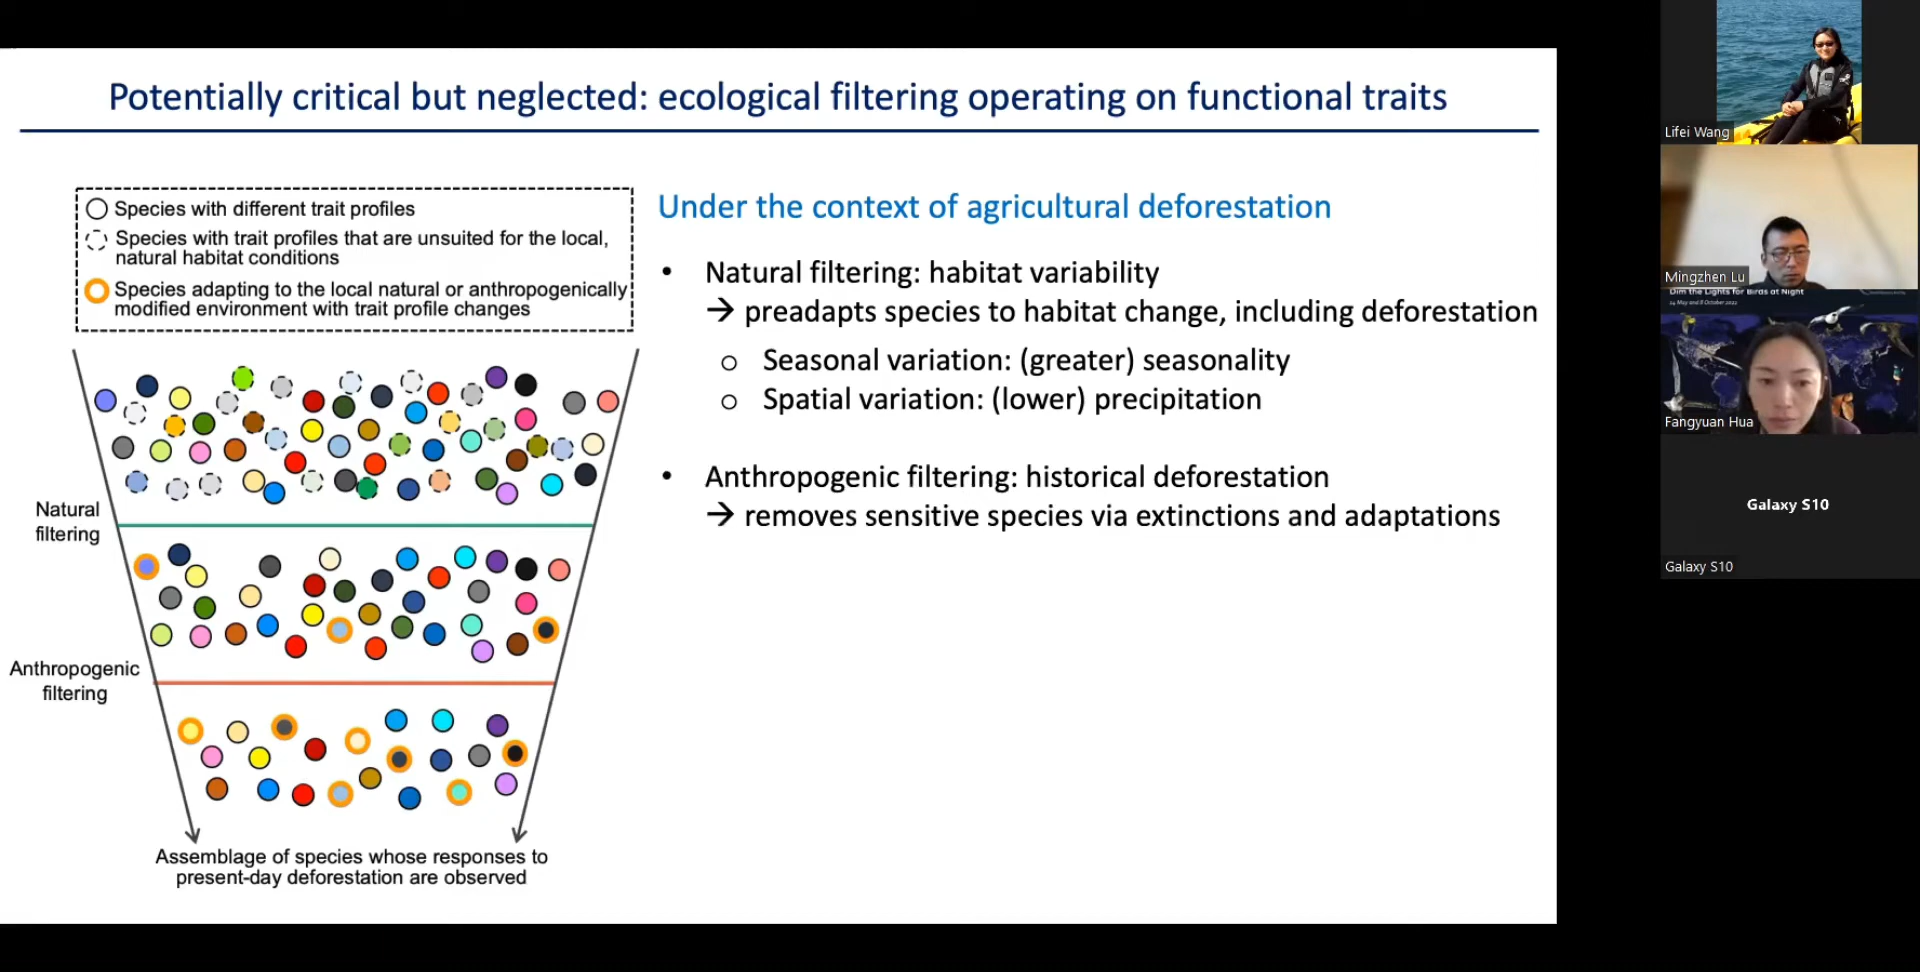 Potentially critical but neglected: ecological filtering operating on functional traits
Species with different trait profiles
Species with trait profiles that are unsuited for the local,
natural habitat conditions
Species adapting to the local natural or anthropogenically
modified environment with trait profile changes
Natural
filtering
Anthropogenic
filtering
Assemblage of species whose responses to
present-day deforestation are observed
Under the context of agricultural deforestation
• Natural filtering: habitat variability
→ preadapts species to habitat change, including deforestation
o Seasonal variation: (greater) seasonality
o Spatial variation: (lower) precipitation
• Anthropogenic filtering: historical deforestation
→ removes sensitive species via extinctions and adaptations
Lifei Wang
Mingzhen Lu
Dim the Lights for Birds at Night
Fangyuan Hua
Galaxy S10
Galaxy S10